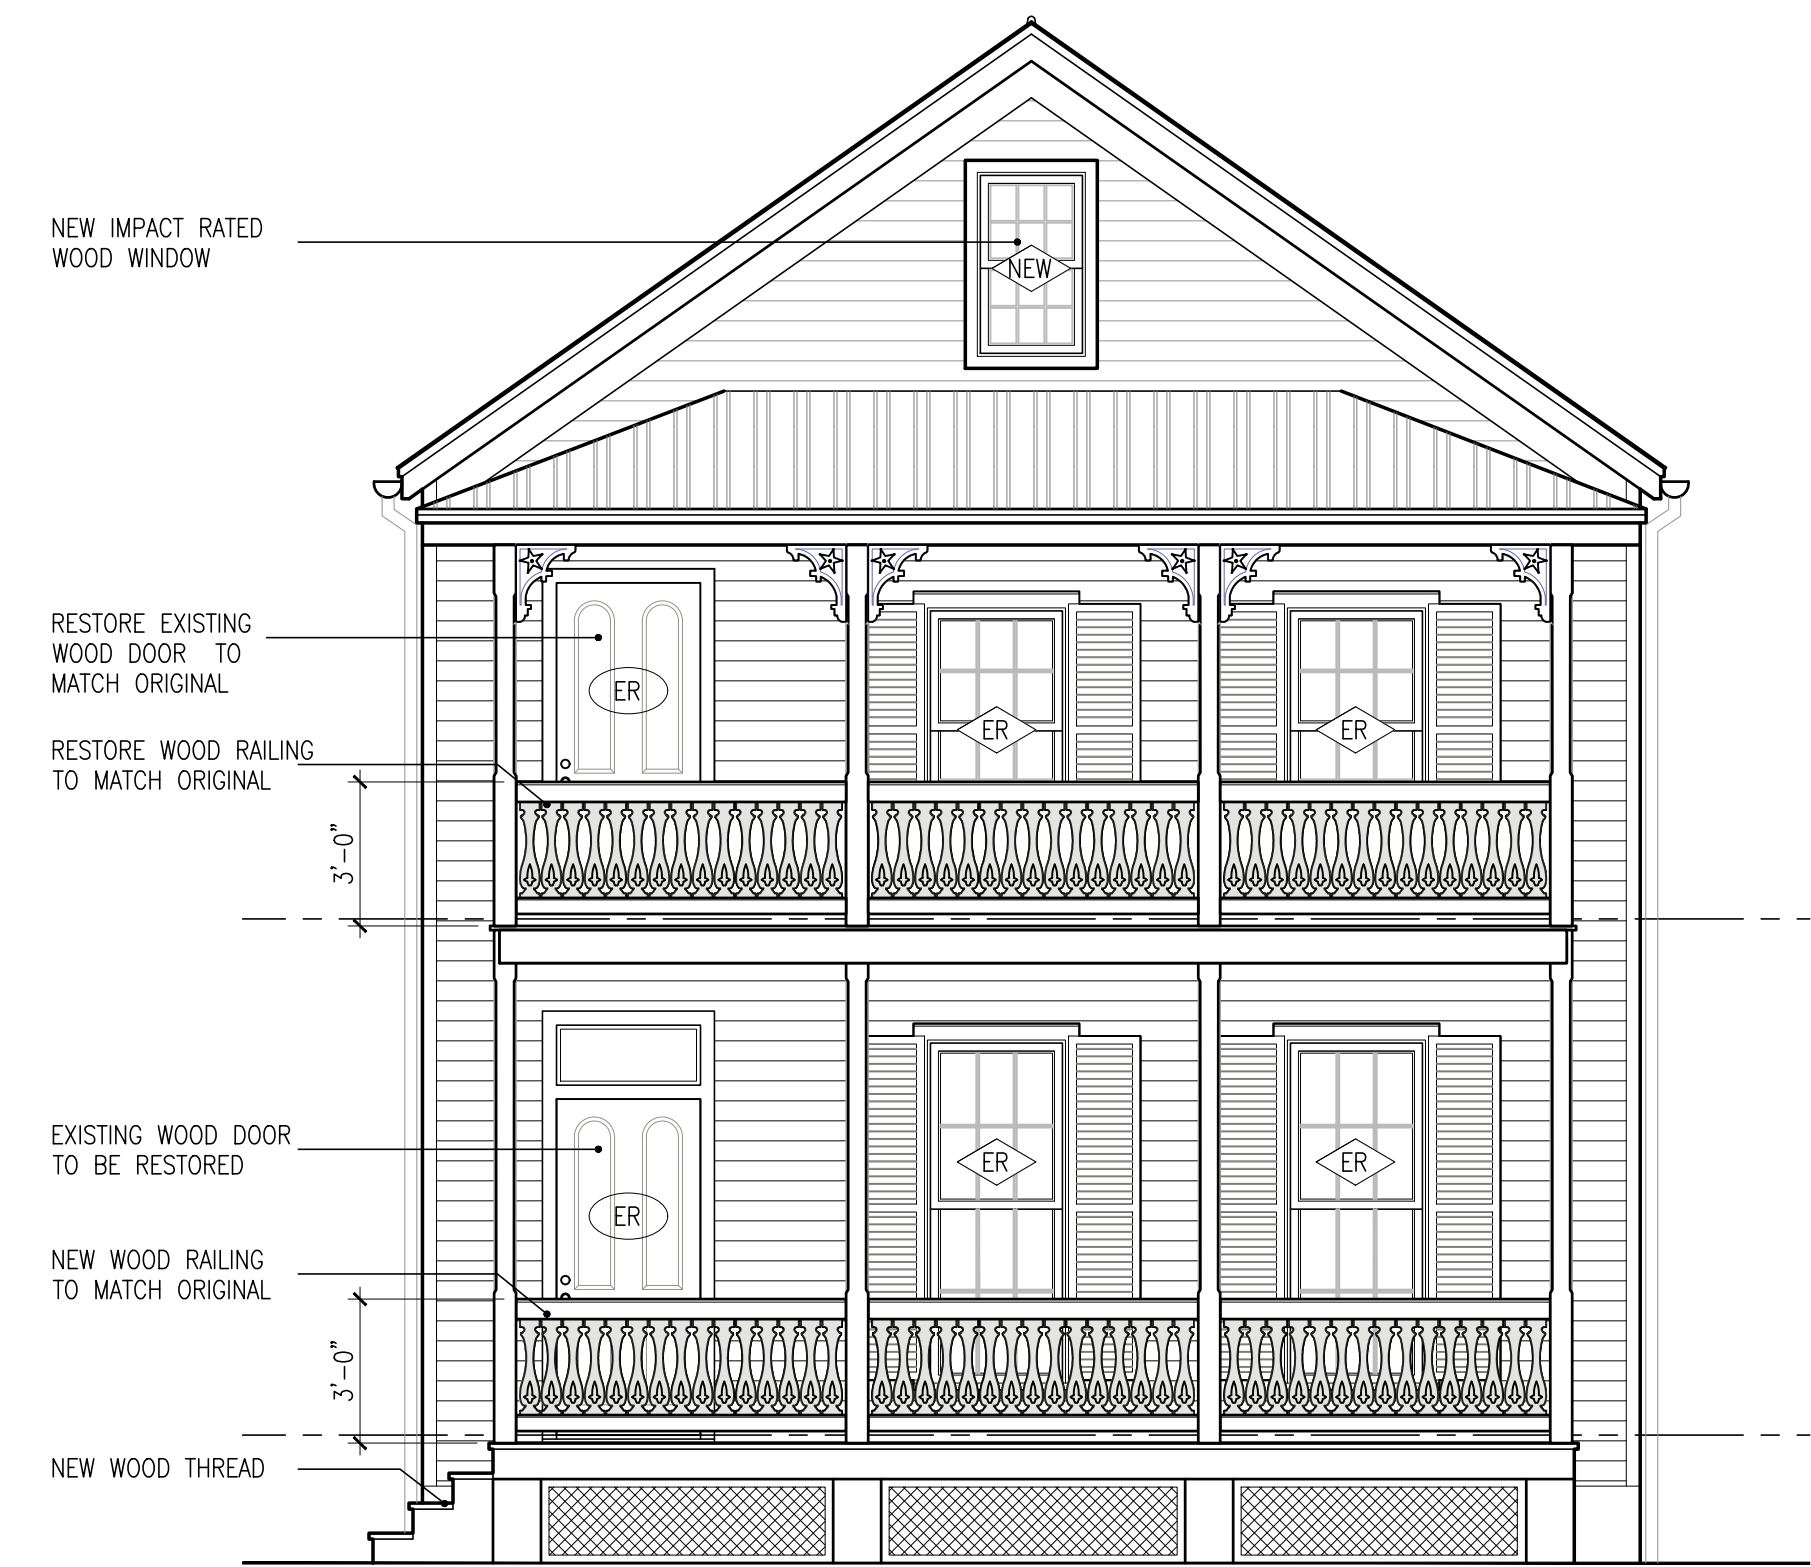 NEW IMPACT RATED
WOOD WINDOW
NEW
RESTORE EXISTING
WOOD DOOR TO
MATCH ORIGINAL
ER
ER
ER
RESTORE WOOD RAILING
TO MATCH ORIGINAL
3'-0"
EXISTING WOOD DOOR
TO BE RESTORED
ER
ER
ER
NEW WOOD RAILING
TO MATCH ORIGINAL
3'-0"
NEW WOOD THREAD